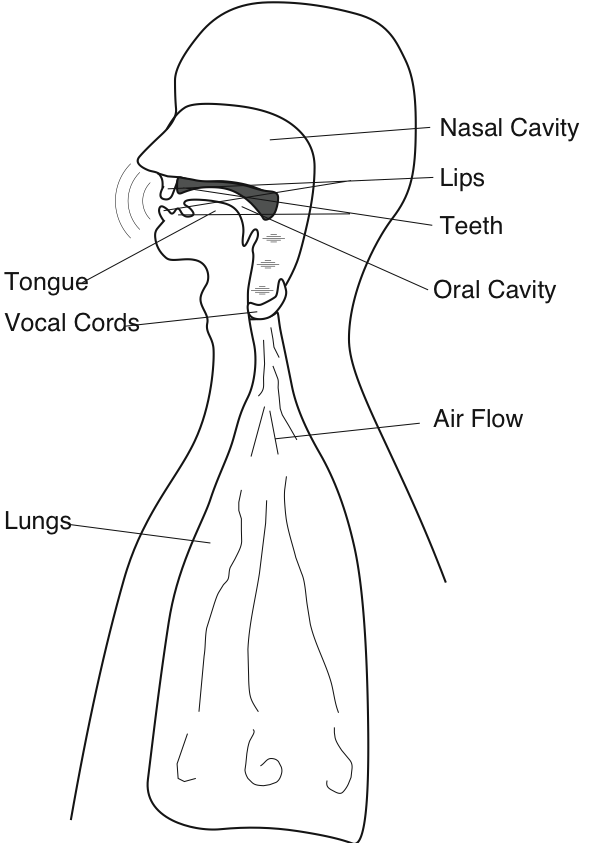 Nasal Cavity
Lips
Teeth
Tongue
Oral Cavity
Vocal Cords
Air Flow
Lungs